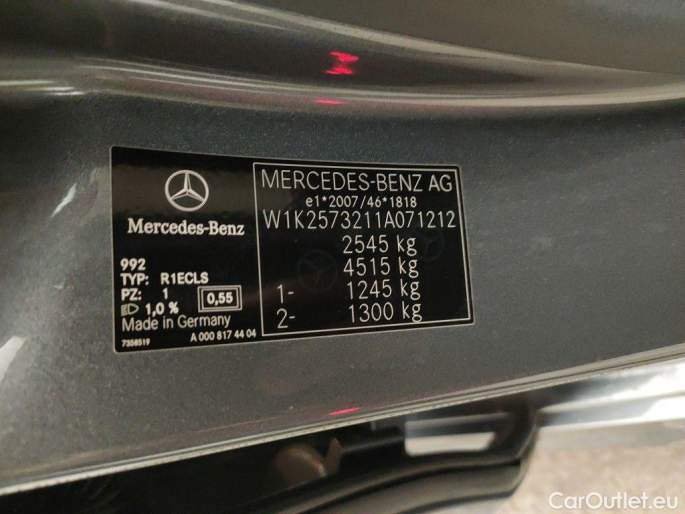 Mercedes-Benz
992
TYP: R1ECLS
PZ: 1
1,0 % 0,55
Made in Germany
7358519 A 000 817 44 04
MERCEDES-BENZ AG
e1*2007/46*1818
W1K2573211A071212
2545 kg
4515 kg
1- 1245 kg
2- 1300 kg
CarOutlet.eu